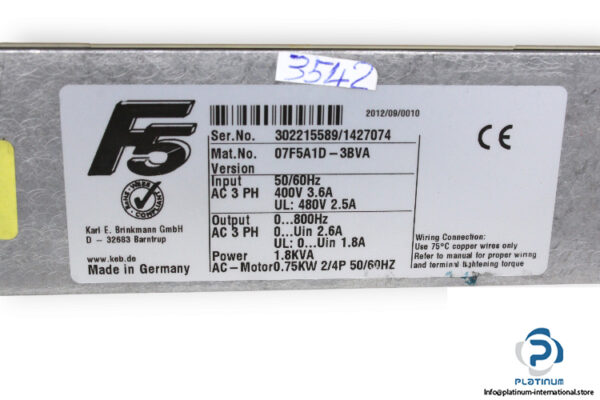 3542
F5
2012/09/0010
Ser.No. 302215589/1427074
Mat.No. 07F5A1D-3BVA
Version
Input 50/60Hz
AC 3 PH 400V 3.6A
UL: 480V 2.5A
Output 0...800Hz
AC 3 PH 0...Uin 2.6A
UL: 0...Uin 1.8A
Power 1.8KVA
AC-Motor 0.75KW 2/4P 50/60HZ
CE
COMPLIANT
Karl E. Brinkmann GmbH
D - 32683 Barntrup
www.keb.de
Made in Germany
Wiring Connection:
Use 75°C copper wires only
Refer to manual for proper wiring
and terminal tightening torque
PLATINUM
Info@platinum-international.store